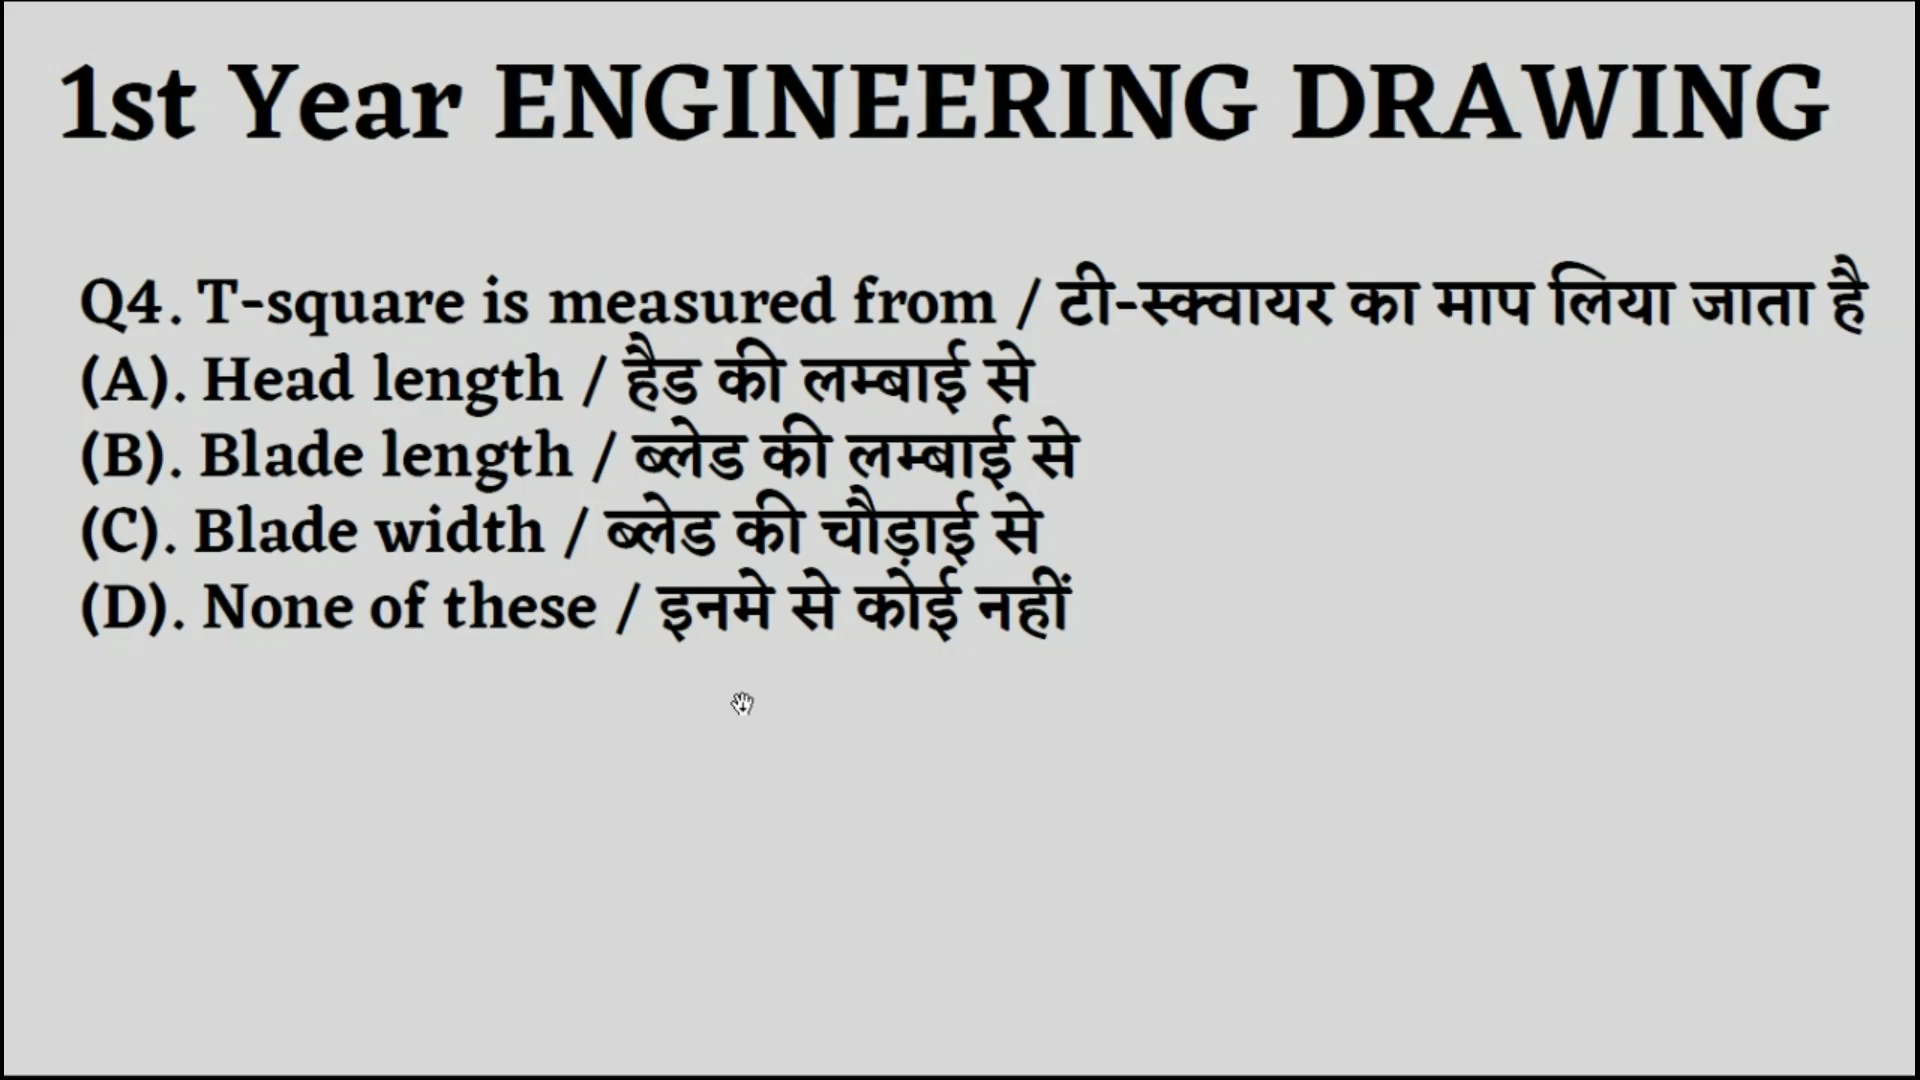 1st Year ENGINEERING DRAWING
Q4. T-square is measured from / टी-स्क्वायर का माप लिया जाता है
(A). Head length / हैड की लम्बाई से
(B). Blade length / ब्लेड की लम्बाई से
(C). Blade width / ब्लेड की चौड़ाई से
(D). None of these / इनमे से कोई नहीं